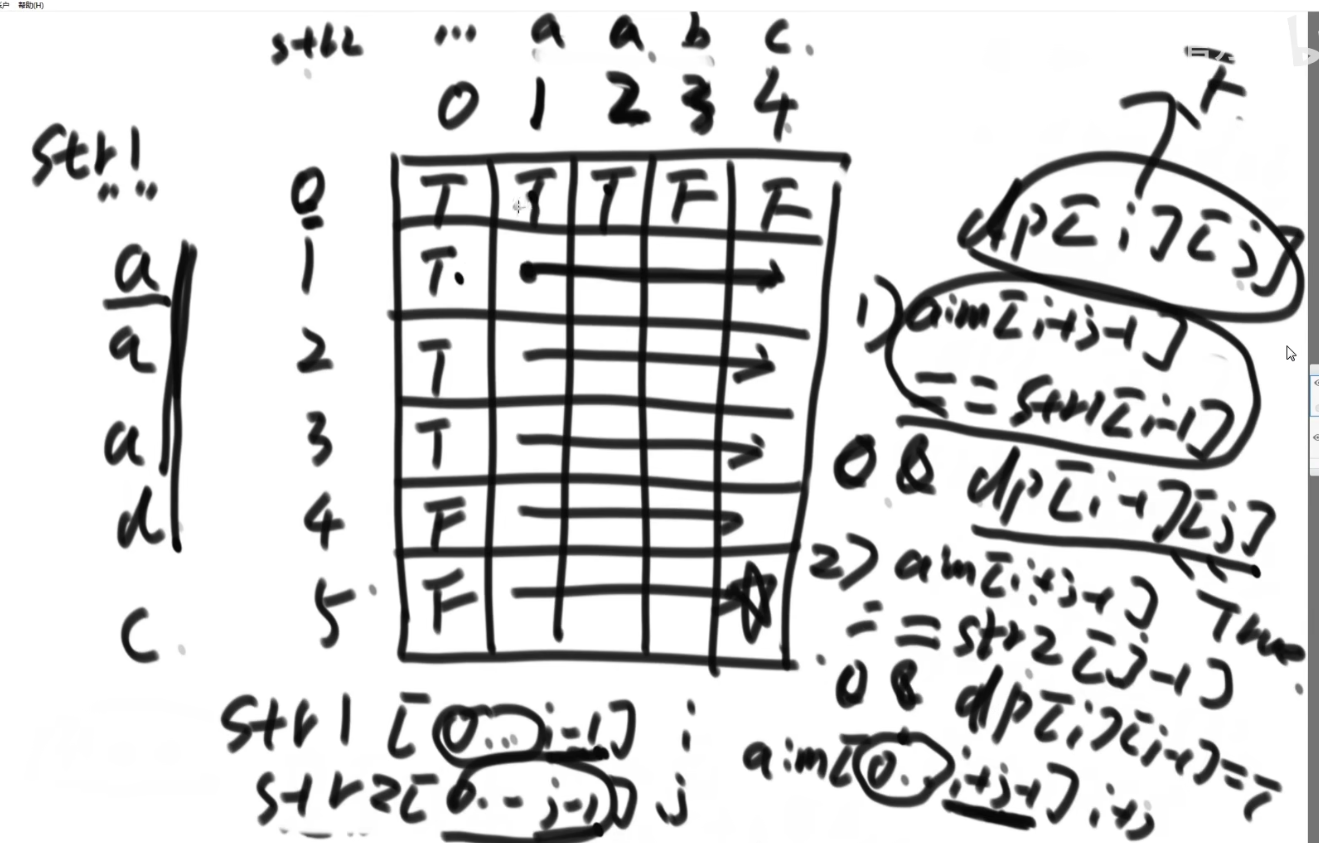 帮助(H)
str2 ... a a b c
0 1 2 3 4
str1
0 T T T F F
a 1 T
a 2 T
a 3 T
d 4 F
c 5 F
str1 [0...i-1] i
str2 [0...j-1] j
T
dp[i][j]
1) aim[i+j-1]
== str1[i-1]
dp[i-1][j]
2) aim[i+j-1] True
== str2[j-1]
dp[i][j-1]=T
aim[0..i+j-1] i+j